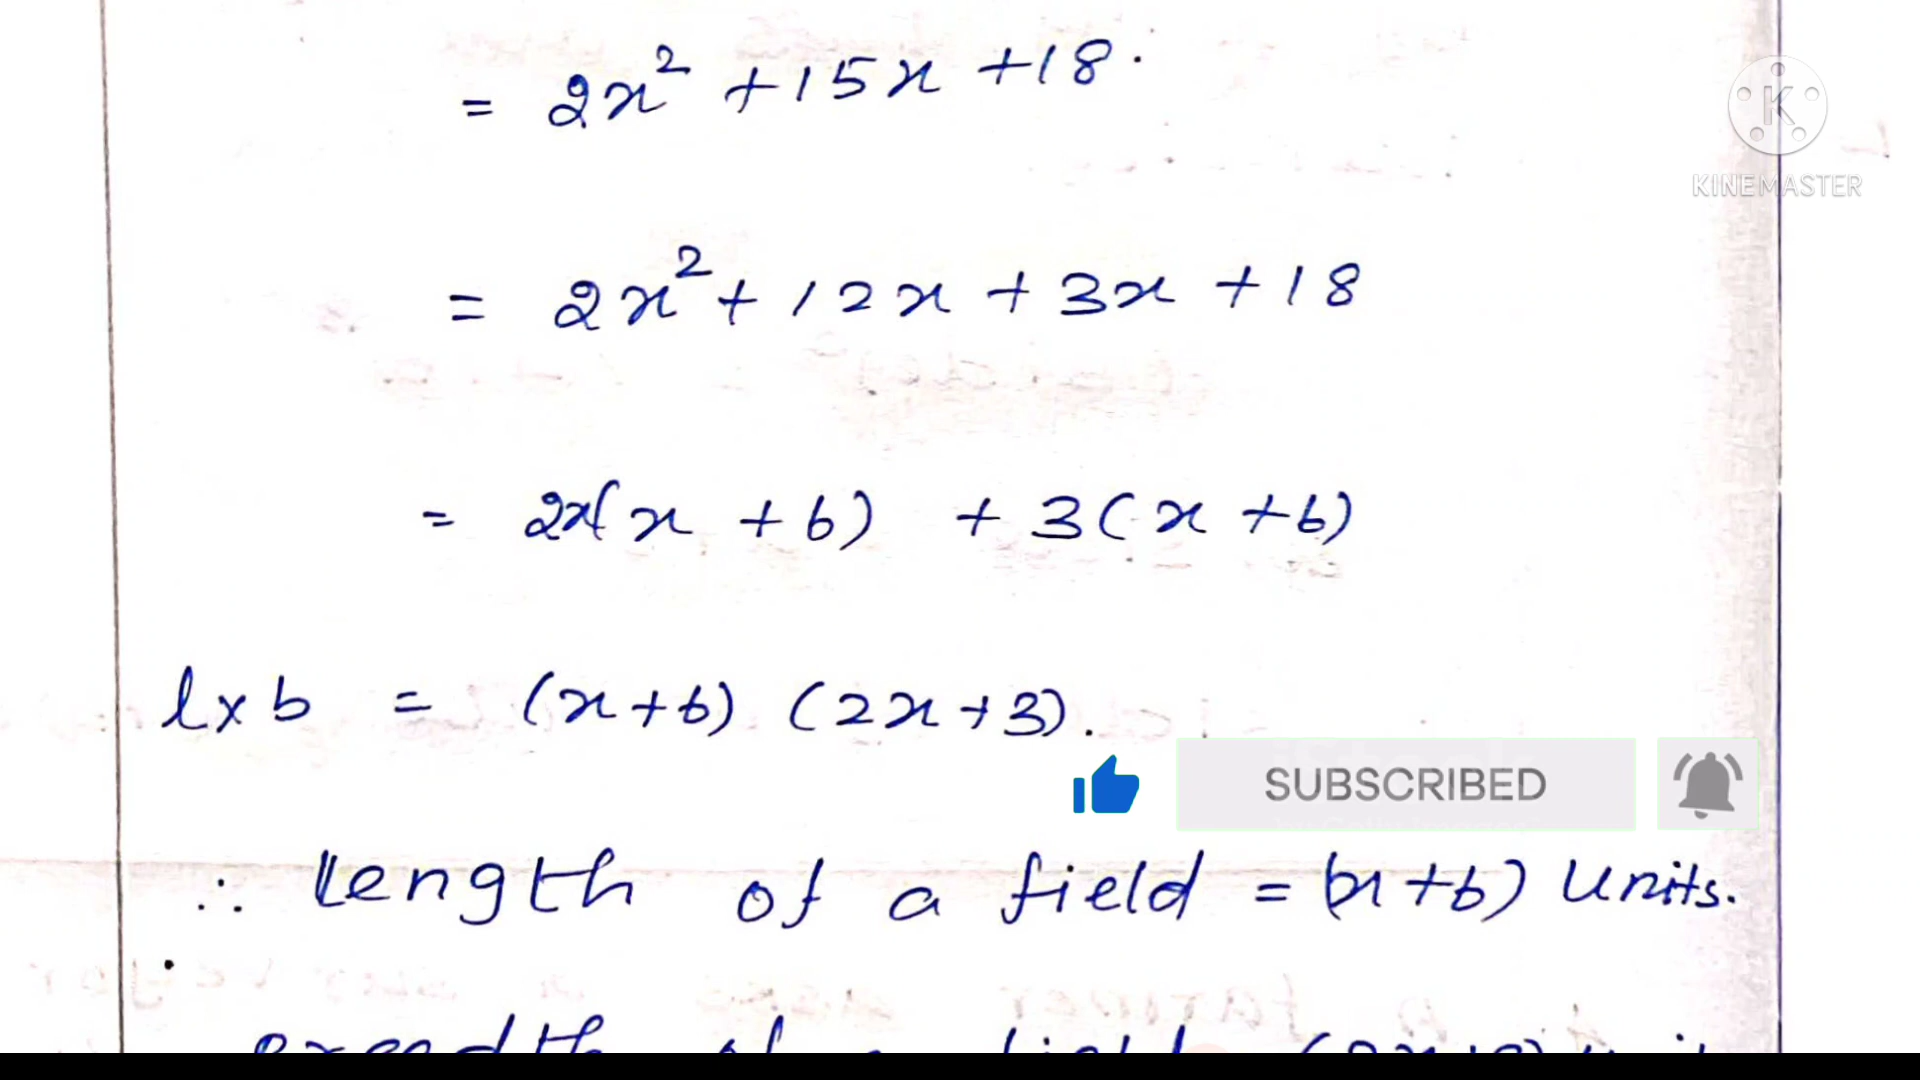 = 2x² + 15x + 18.
KINEMASTER
= 2x² + 12x + 3x + 18
= 2x(x + 6) + 3(x + 6)
l × b = (x + 6) (2x + 3).
SUBSCRIBED
∴ Length of a field = (x + 6) Units.